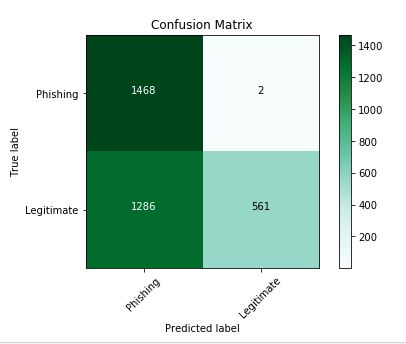 Confusion Matrix
Phishing
1468
2
Legitimate
1286
561
True label
Phishing
Legitimate
Predicted label
1400
1200
1000
800
600
400
200